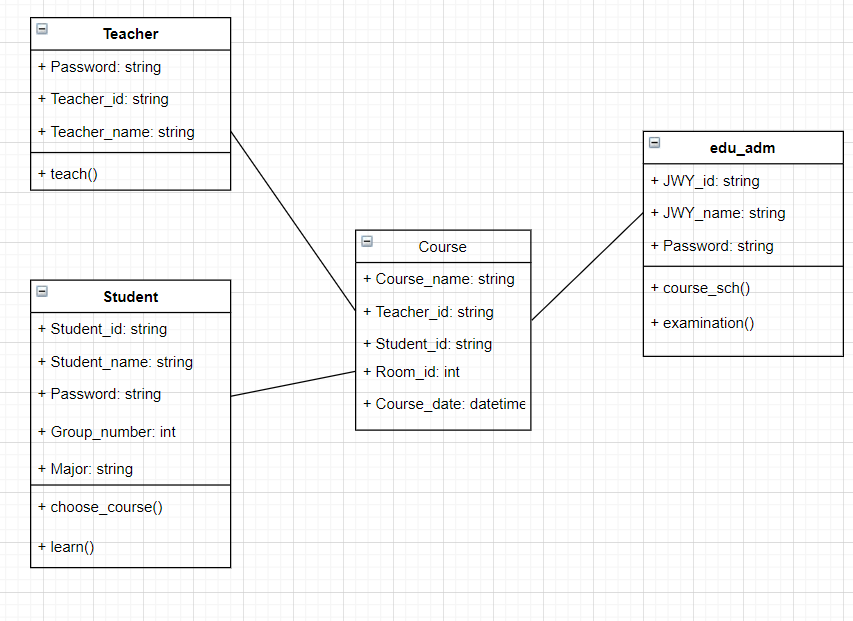 Teacher
+ Password: string
+ Teacher_id: string
+ Teacher_name: string
+ teach()
Student
+ Student_id: string
+ Student_name: string
+ Password: string
+ Group_number: int
+ Major: string
+ choose_course()
+ learn()
Course
+ Course_name: string
+ Teacher_id: string
+ Student_id: string
+ Room_id: int
+ Course_date: datetime
edu_adm
+ JWY_id: string
+ JWY_name: string
+ Password: string
+ course_sch()
+ examination()